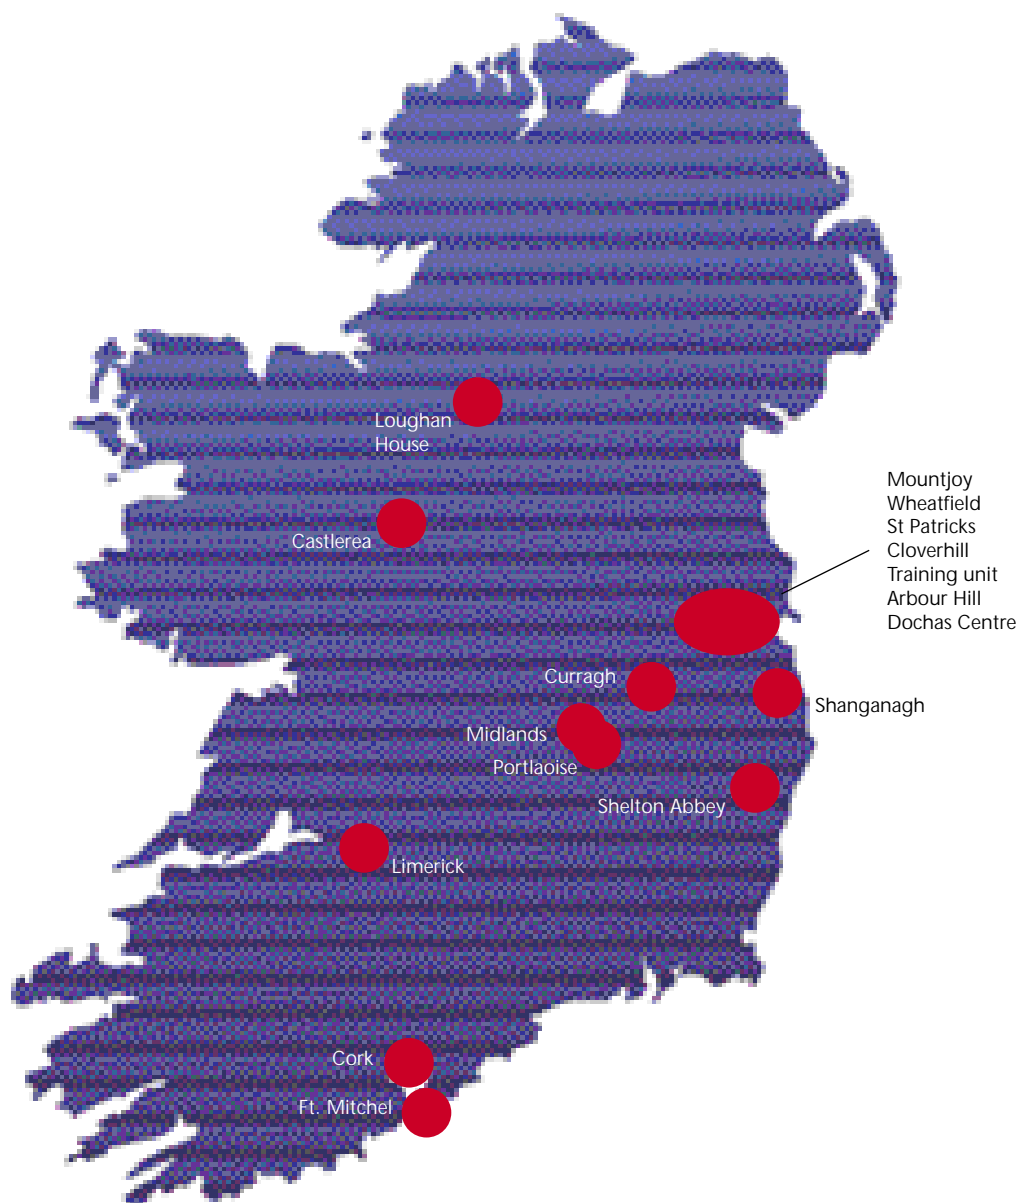 Loughan
House
Castlerea
Mountjoy
Wheatfield
St Patricks
Cloverhill
Training unit
Arbour Hill
Dochas Centre
Curragh
Shanganagh
Midlands
Portlaoise
Shelton Abbey
Limerick
Cork
Ft. Mitchel